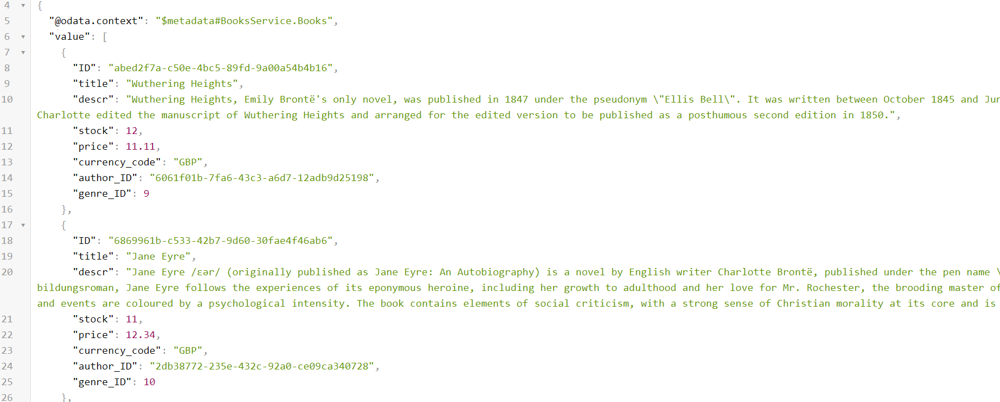 4 {
5 "@odata.context": "$metadata#BooksService.Books",
6 "value": [
7 {
8 "ID": "abed2f7a-c50e-4bc5-89fd-9a00a54b4b16",
9 "title": "Wuthering Heights",
10 "descr": "Wuthering Heights, Emily Brontë's only novel, was published in 1847 under the pseudonym \"Ellis Bell\". It was written between October 1845 and
Charlotte edited the manuscript of Wuthering Heights and arranged for the edited version to be published as a posthumous second edition in 1850.",
11 "stock": 12,
12 "price": 11.11,
13 "currency_code": "GBP",
14 "author_ID": "6061f01b-7fa6-43c3-a6d7-12adb9d25198",
15 "genre_ID": 9
16 },
17 {
18 "ID": "6869961b-c533-42b7-9d60-30fae4f46ab6",
19 "title": "Jane Eyre",
20 "descr": "Jane Eyre /ɛər/ (originally published as Jane Eyre: An Autobiography) is a novel by English writer Charlotte Brontë, published under the pen name \
bildungsroman, Jane Eyre follows the experiences of its eponymous heroine, including her growth to adulthood and her love for Mr. Rochester, the brooding master of
and events are coloured by a psychological intensity. The book contains elements of social criticism, with a strong sense of Christian morality at its core and is
21 "stock": 11,
22 "price": 12.34,
23 "currency_code": "GBP",
24 "author_ID": "2db38772-235e-432c-92a0-ce09ca340728",
25 "genre_ID": 10
26 },